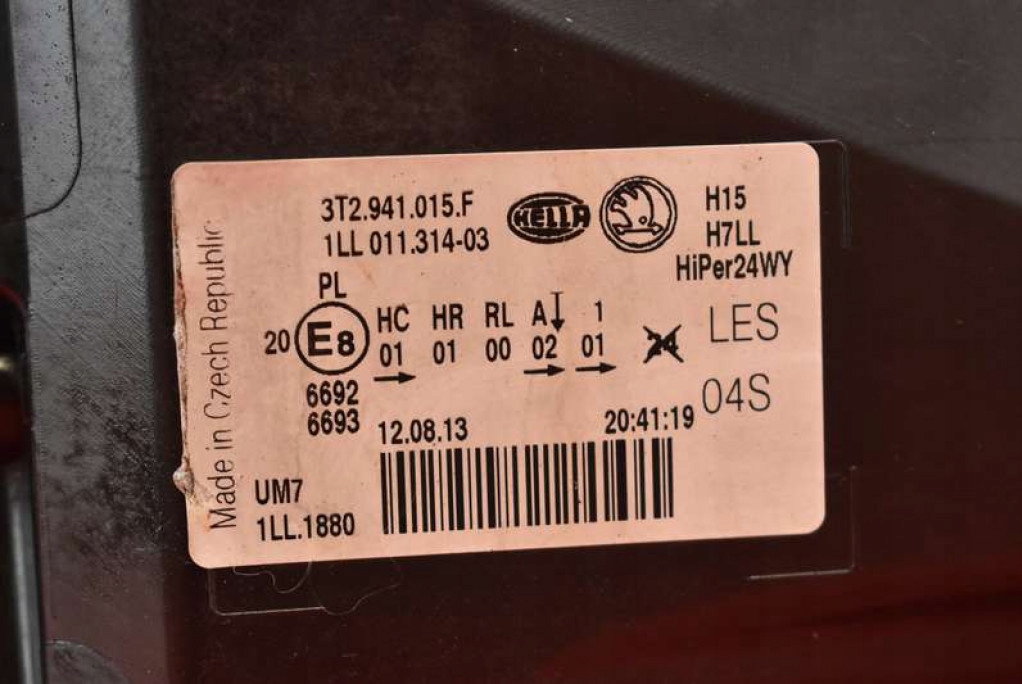 3T2.941.015.F
1LL 011.314-03
HELLA
H15
H7LL
HiPer24WY
PL
20 E8
HC HR RL A 1
01 01 00 02 01
24
LES
04S
6692
6693
12.08.13 20:41:19
UM7
1LL.1880
Made in Czech Republic